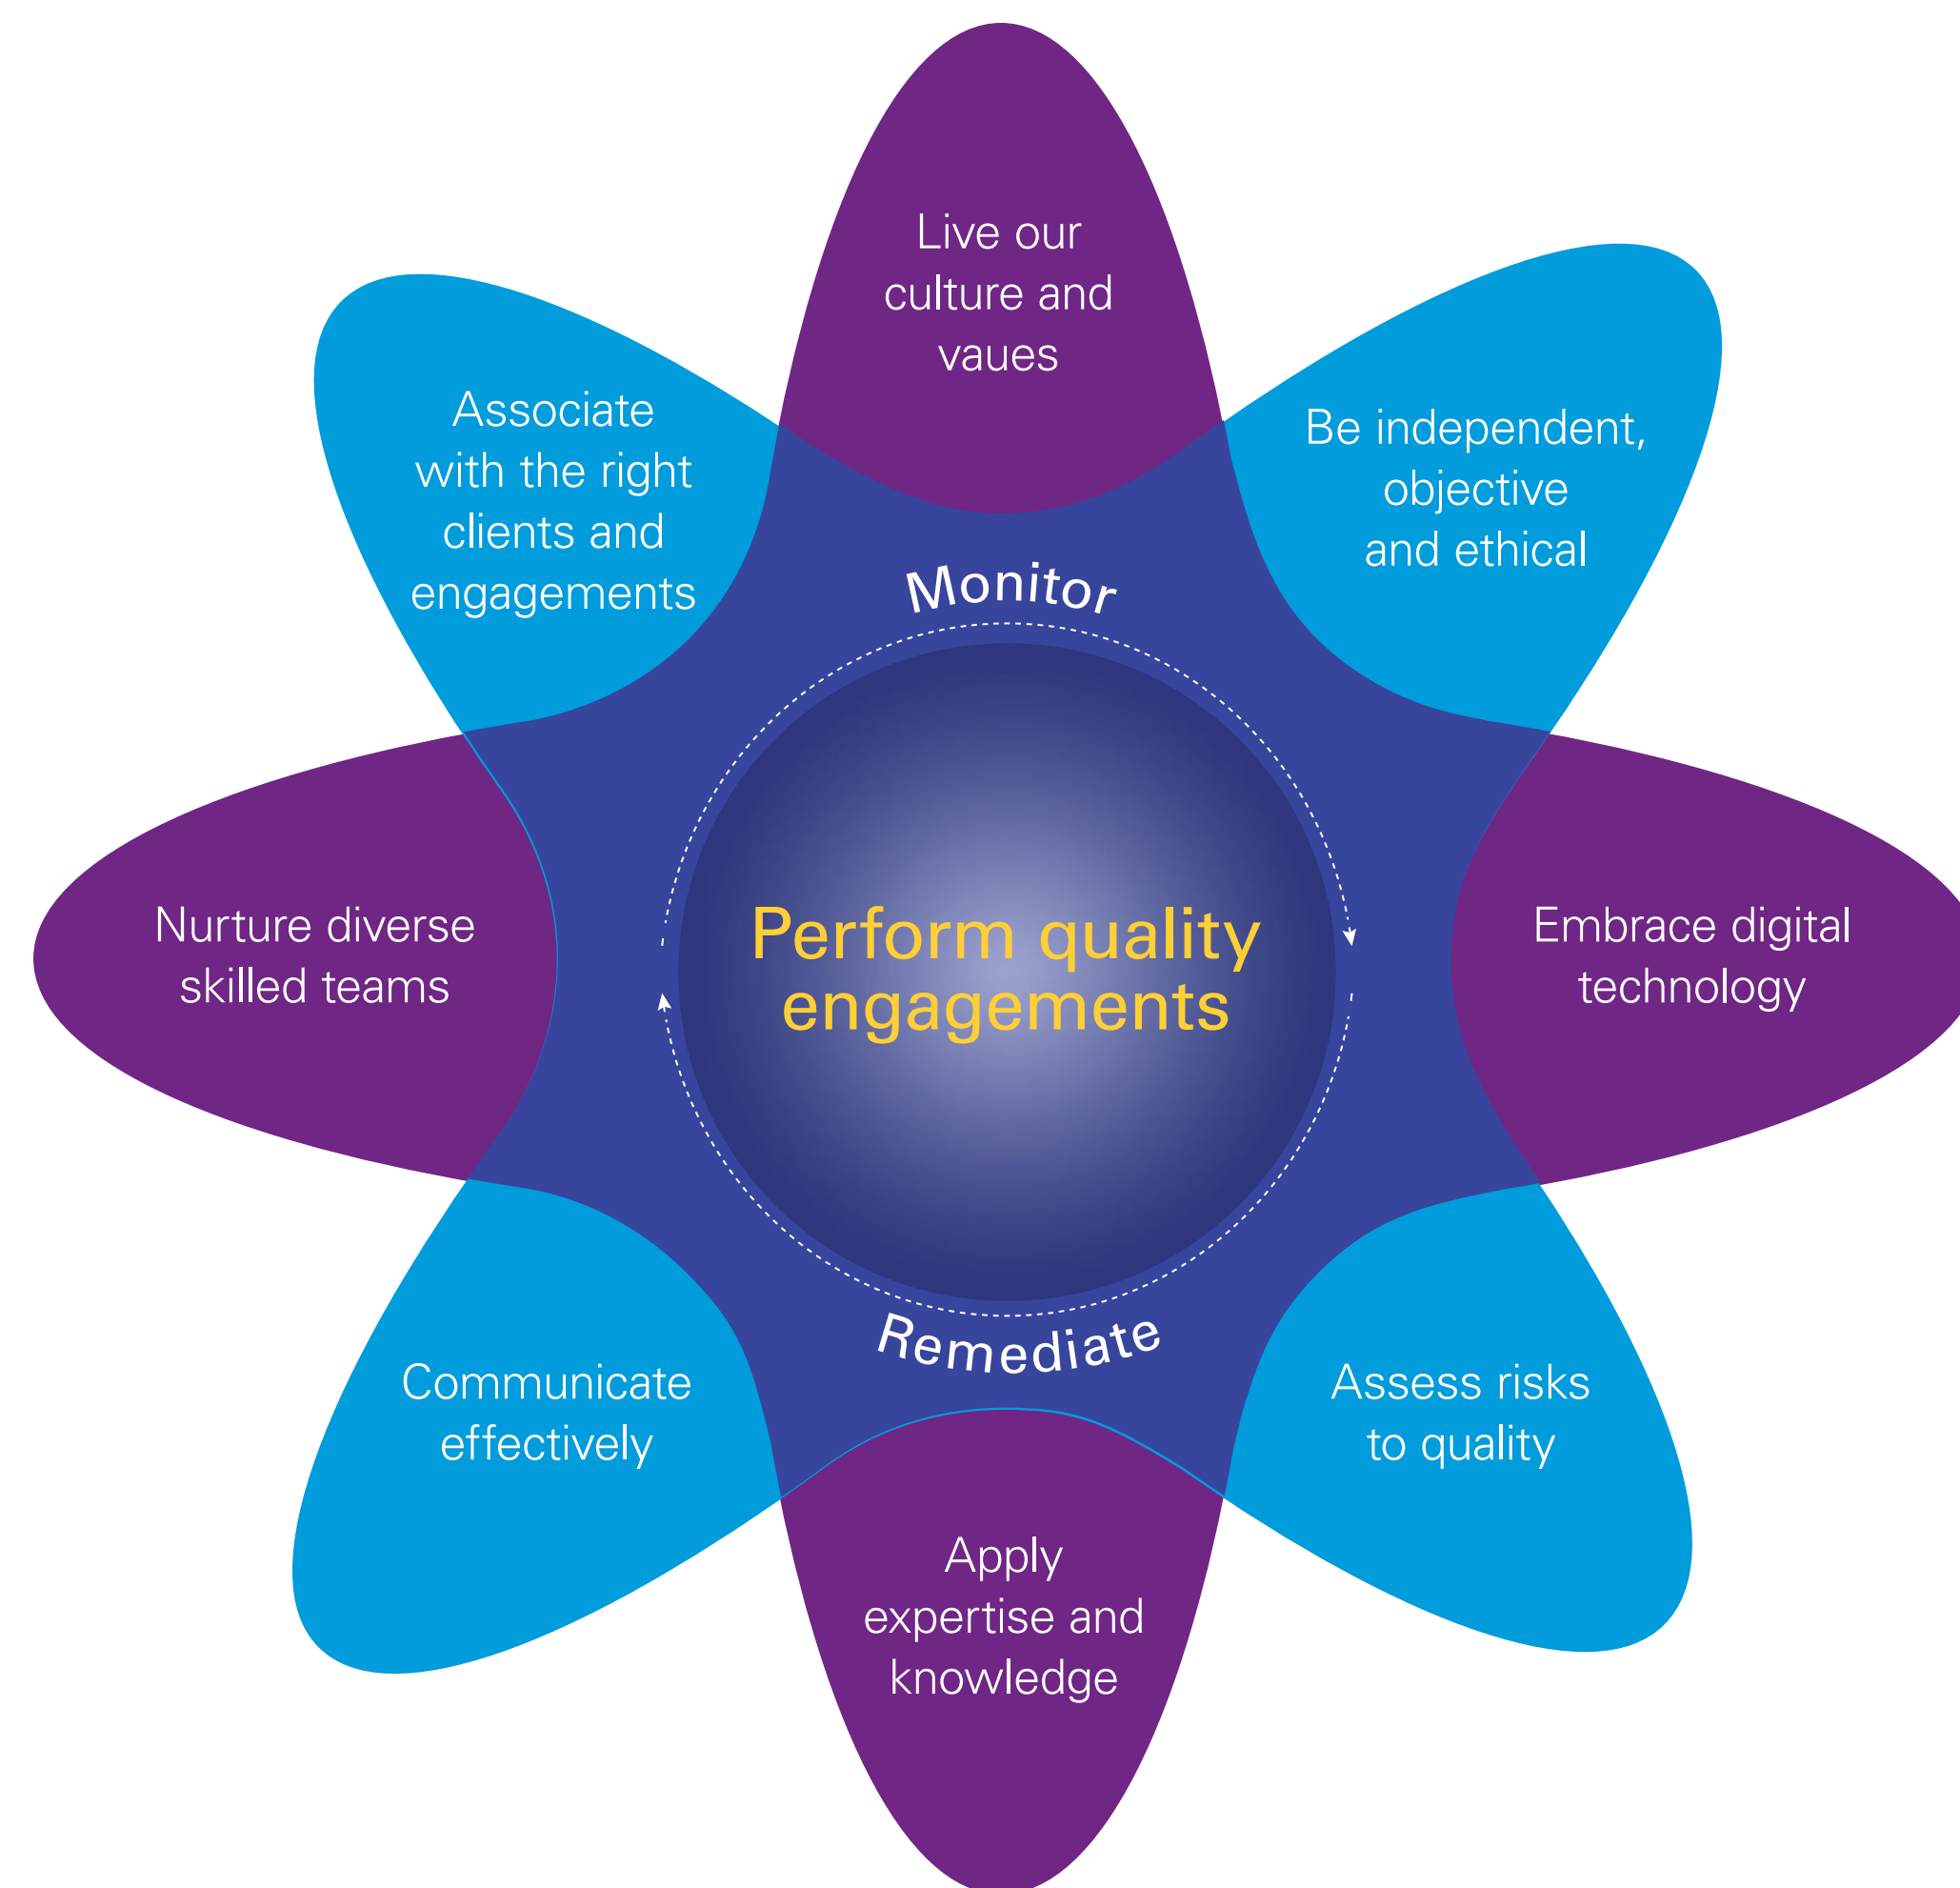 Live our
culture and
vaues
Be independent,
objective
and ethical
Embrace digital
technology
Assess risks
to quality
Apply
expertise and
knowledge
Communicate
effectively
Nurture diverse
skilled teams
Associate
with the right
clients and
engagements
Monitor
Perform quality
engagements
Remediate